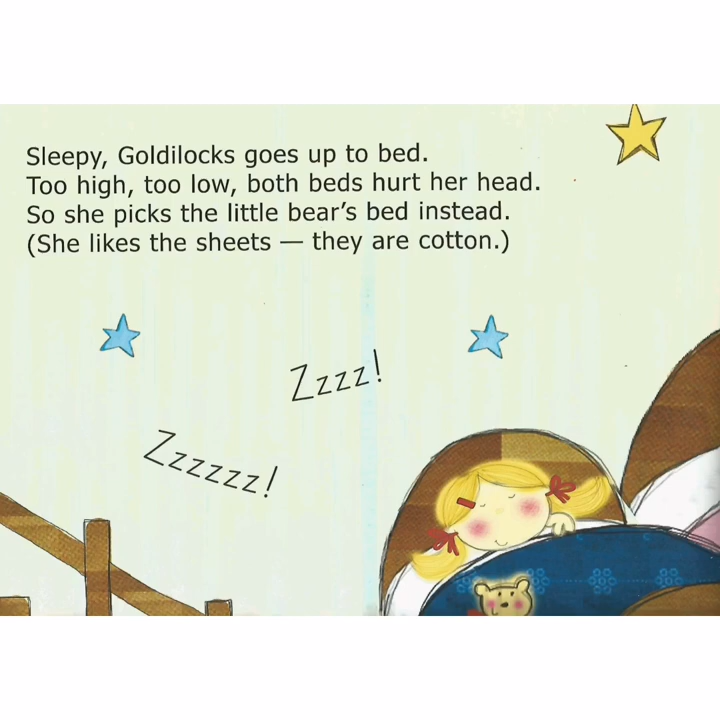 Sleepy, Goldilocks goes up to bed.
Too high, too low, both beds hurt her head.
So she picks the little bear's bed instead.
(She likes the sheets — they are cotton.)
Zzzz!
Zzzzzz!